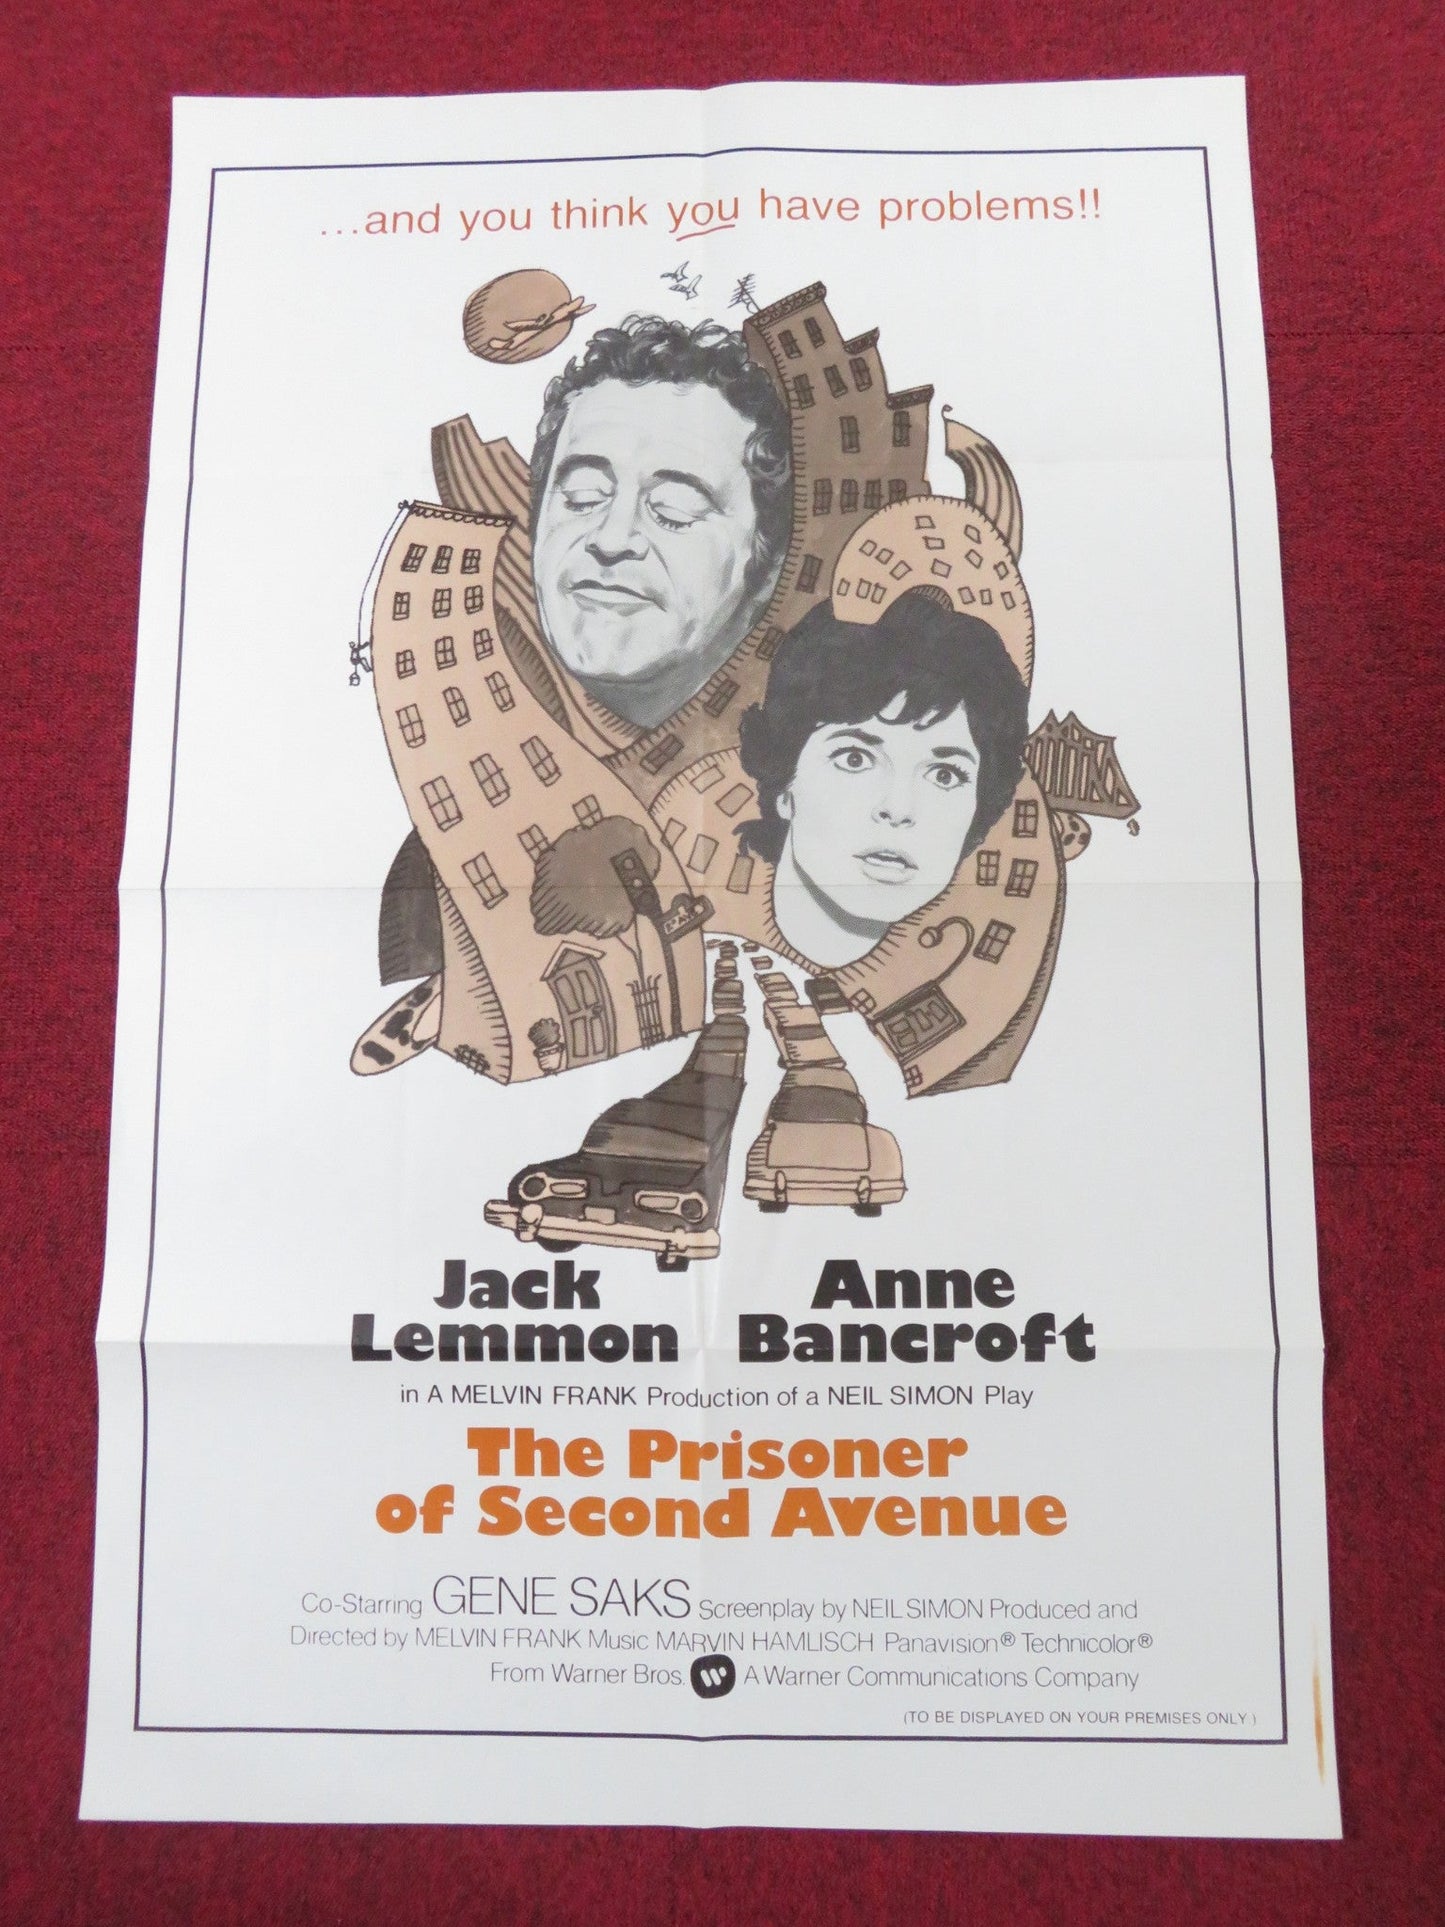 ...and you think you have problems!!
Jack Lemmon
Anne Bancroft
in A MELVIN FRANK Production of a NEIL SIMON Play
The Prisoner
of Second Avenue
Co-Starring GENE SAKS Screenplay by NEIL SIMON Produced and
Directed by MELVIN FRANK Music MARVIN HAMLISCH Panavision® Technicolor®
From Warner Bros. A Warner Communications Company
(TO BE DISPLAYED ON YOUR PREMISES ONLY)